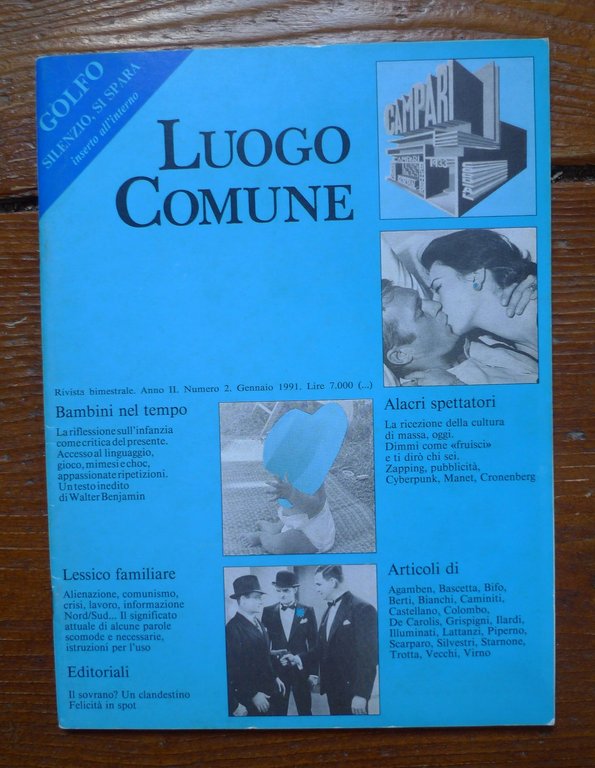 GOLFO
SILENZIO, SI SPARA
inserto all'interno
LUOGO
COMUNE
CAMPARI
CAMPARI
Rivista bimestrale. Anno II. Numero 2. Gennaio 1991. Lire 7.000 (...)
Bambini nel tempo
La riflessione sull'infanzia
come critica del presente.
Accesso al linguaggio,
gioco, mimesi e choc,
appassionate ripetizioni.
Un testo inedito
di Walter Benjamin
Alacri spettatori
La ricezione della cultura
di massa, oggi.
Dimmi come «fruisci»
e ti dirò chi sei.
Zapping, pubblicità,
Cyberpunk, Manet, Cronenberg
Lessico familiare
Alienazione, comunismo,
crisi, lavoro, informazione
Nord/Sud... Il significato
attuale di alcune parole
scomode e necessarie,
istruzioni per l'uso
Editoriali
Il sovrano? Un clandestino
Felicità in spot
Articoli di
Agamben, Bascetta, Bifo,
Berti, Bianchi, Caminiti,
Castellano, Colombo,
De Carolis, Grispigni, Ilardi,
Illuminati, Lattanzi, Piperno,
Scarparo, Silvestri, Starnone,
Trotta, Vecchi, Virno